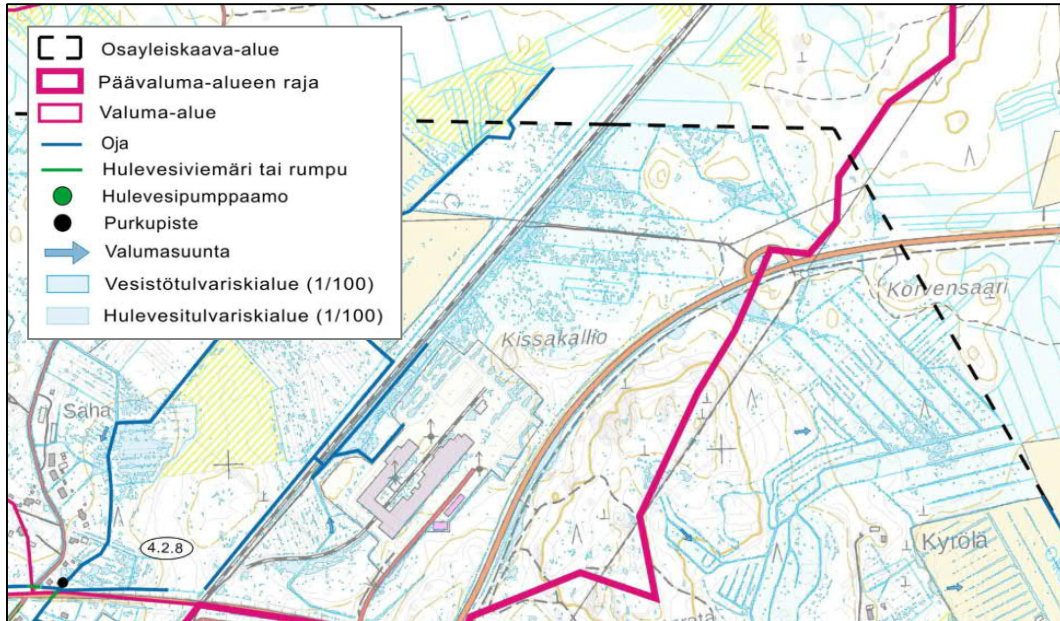 Osayleiskaava-alue
Päävaluma-alueen raja
Valuma-alue
Oja
Hulevesiviemäri tai rumpu
Hulevesipumppaamo
Purkupiste
Valumasuunta
Vesistötulvariskialue (1/100)
Hulevesitulvariskialue (1/100)
Korvensaari
Kissakallio
Saha
4.2.8
Kyrölä